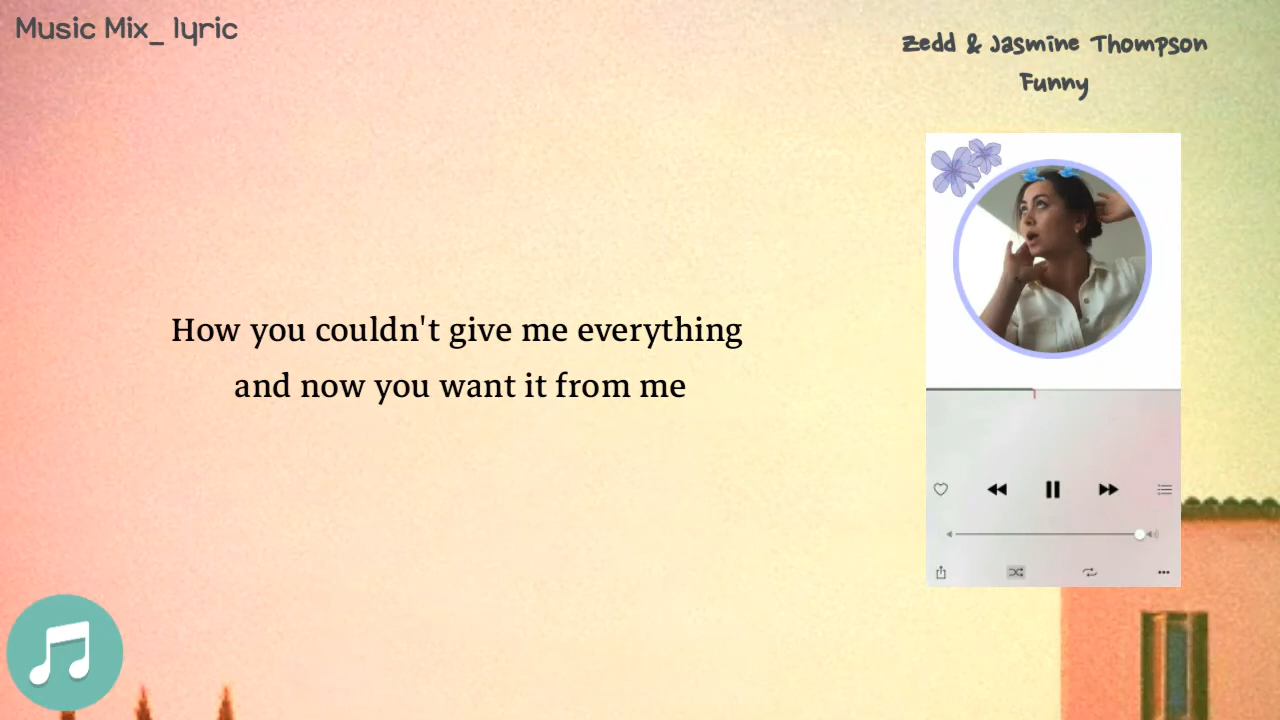 Music Mix_ lyric
Zedd & Jasmine Thompson
Funny
How you couldn't give me everything
and now you want it from me